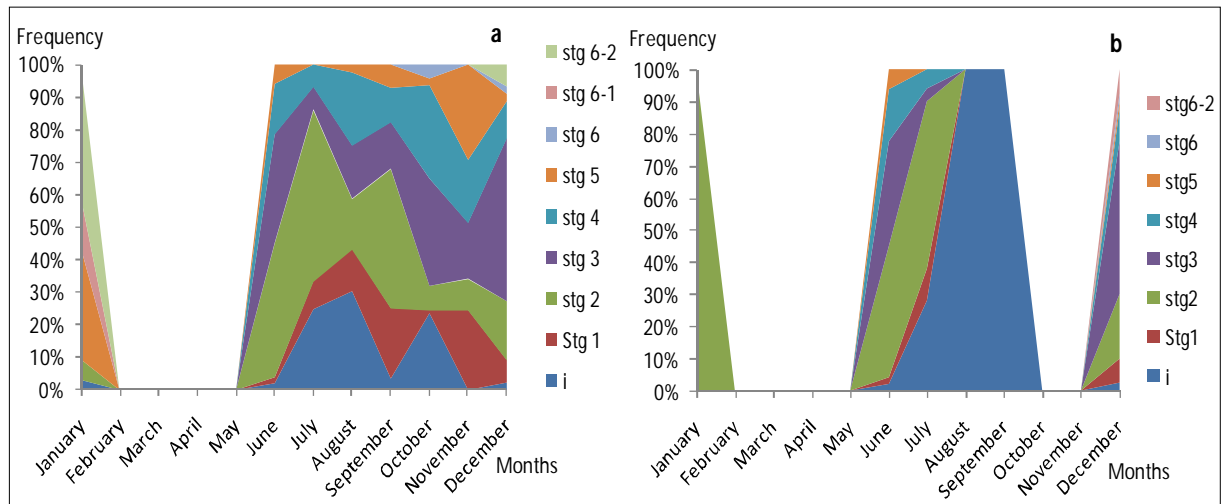 Frequency
a
100%
90%
80%
70%
60%
50%
40%
30%
20%
10%
0%
January
February
March
April
May
June
July
August
September
October
November
December
Months
stg 6-2
stg 6-1
stg 6
stg 5
stg 4
stg 3
stg 2
Stg 1
i
Frequency
b
100%
90%
80%
70%
60%
50%
40%
30%
20%
10%
0%
January
February
March
April
May
June
July
August
September
October
November
December
Months
stg6-2
stg6
stg5
stg4
stg3
stg2
Stg1
i